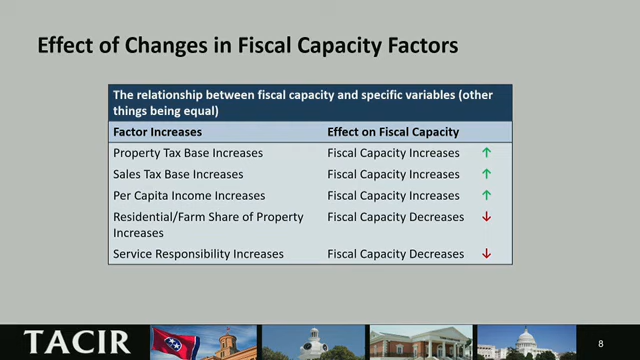 Effect of Changes in Fiscal Capacity Factors
The relationship between fiscal capacity and specific variables (other
things being equal)
Factor Increases Effect on Fiscal Capacity
Property Tax Base Increases Fiscal Capacity Increases ↑
Sales Tax Base Increases Fiscal Capacity Increases ↑
Per Capita Income Increases Fiscal Capacity Increases ↑
Residential/Farm Share of Property Fiscal Capacity Decreases ↓
Increases
Service Responsibility Increases Fiscal Capacity Decreases ↓
TACIR 8